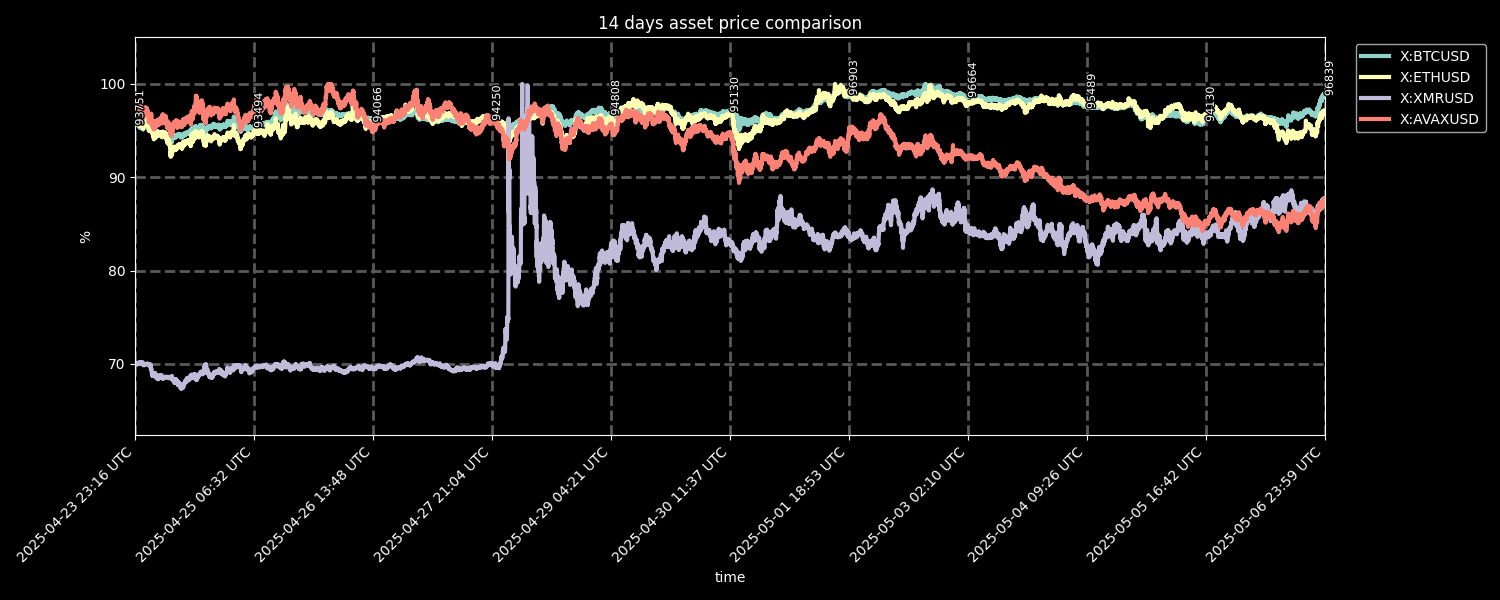 14 days asset price comparison
X:BTCUSD
X:ETHUSD
X:XMRUSD
X:AVAXUSD
100
90
80
70
%
93751
93494
94066
94250
94808
95130
96903
96664
95489
94130
96839
2025-04-23 23:16 UTC
2025-04-25 06:32 UTC
2025-04-26 13:48 UTC
2025-04-27 21:04 UTC
2025-04-29 04:21 UTC
2025-04-30 11:37 UTC
2025-05-01 18:53 UTC
2025-05-03 02:10 UTC
2025-05-04 09:26 UTC
2025-05-05 16:42 UTC
2025-05-06 23:59 UTC
time